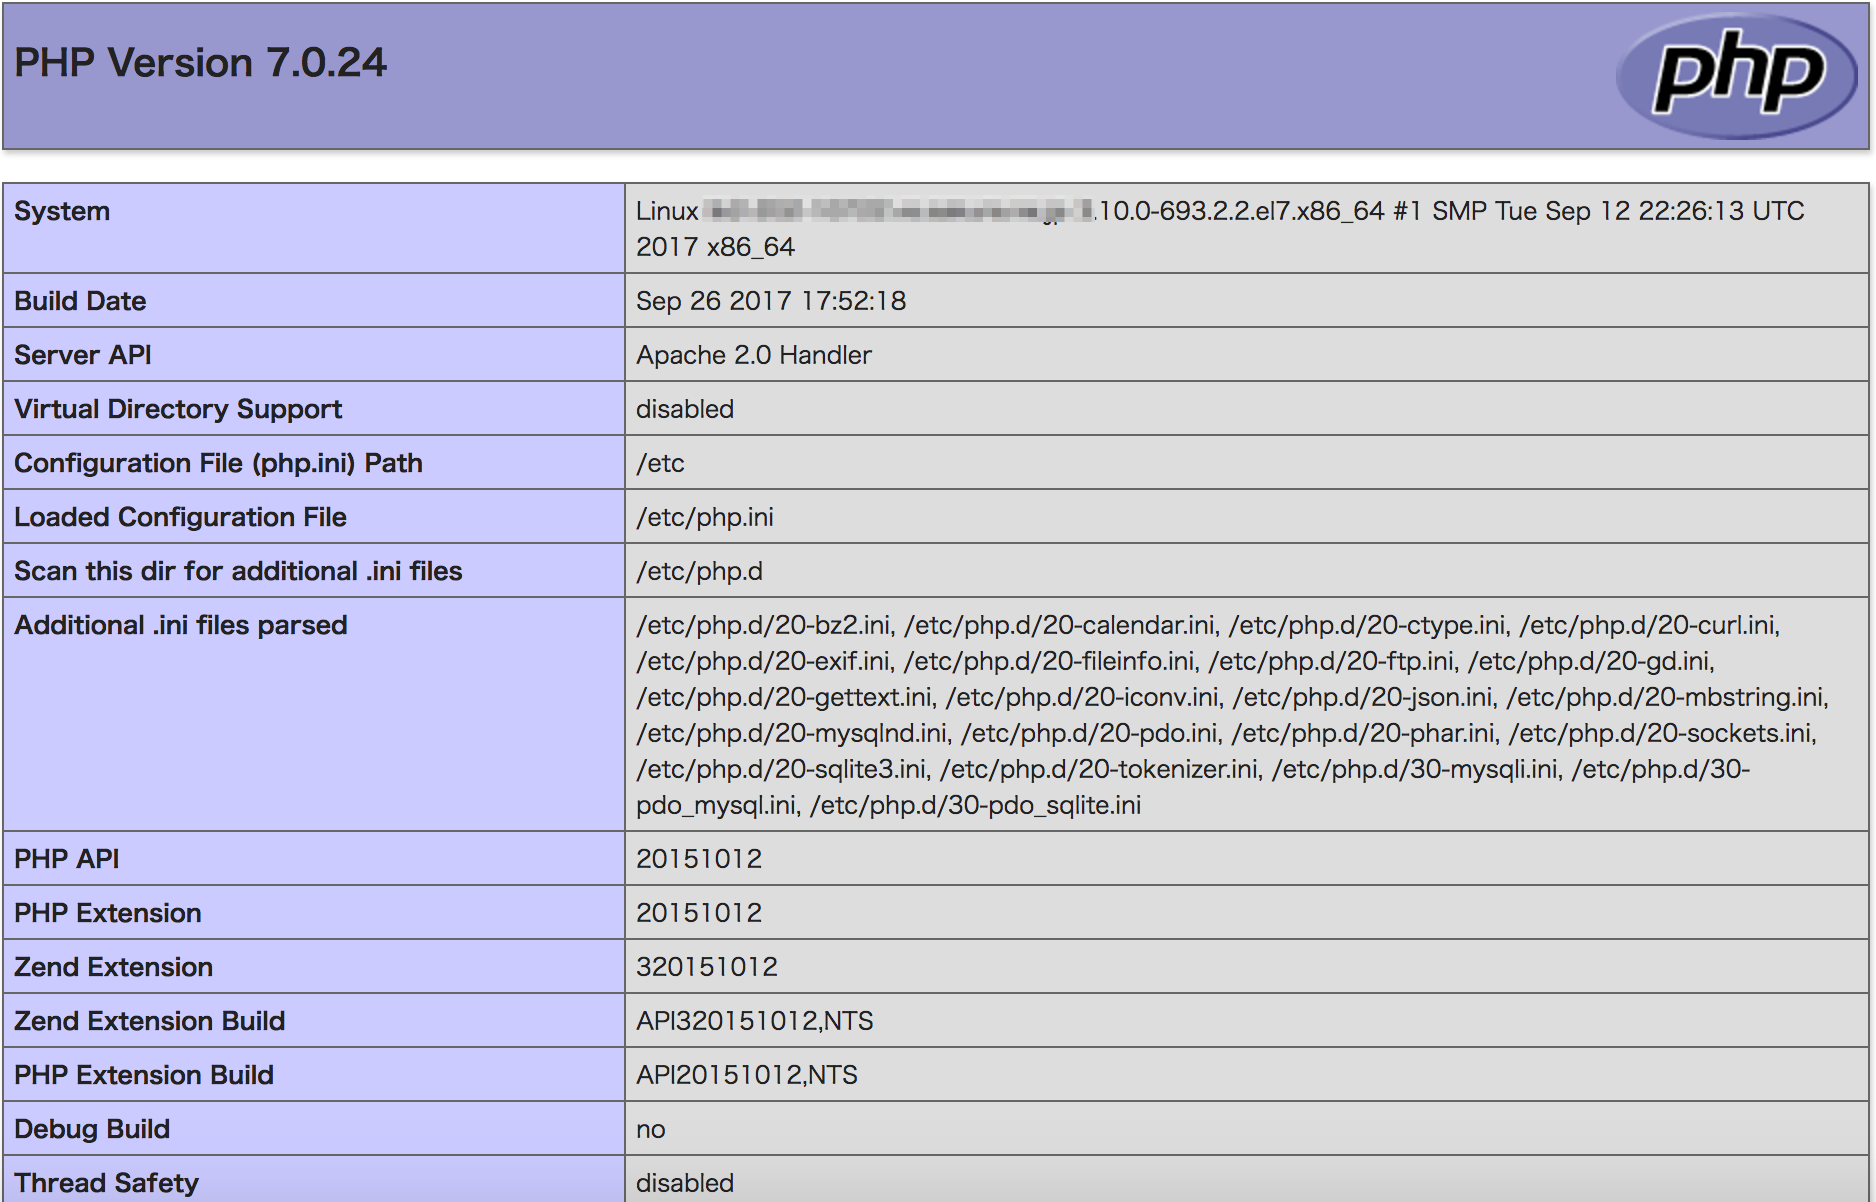 PHP Version 7.0.24
php
System
Linux .10.0-693.2.2.el7.x86_64 #1 SMP Tue Sep 12 22:26:13 UTC
2017 x86_64
Build Date
Sep 26 2017 17:52:18
Server API
Apache 2.0 Handler
Virtual Directory Support
disabled
Configuration File (php.ini) Path
/etc
Loaded Configuration File
/etc/php.ini
Scan this dir for additional .ini files
/etc/php.d
Additional .ini files parsed
/etc/php.d/20-bz2.ini, /etc/php.d/20-calendar.ini, /etc/php.d/20-ctype.ini, /etc/php.d/20-curl.ini,
/etc/php.d/20-exif.ini, /etc/php.d/20-fileinfo.ini, /etc/php.d/20-ftp.ini, /etc/php.d/20-gd.ini,
/etc/php.d/20-gettext.ini, /etc/php.d/20-iconv.ini, /etc/php.d/20-json.ini, /etc/php.d/20-mbstring.ini,
/etc/php.d/20-mysqlnd.ini, /etc/php.d/20-pdo.ini, /etc/php.d/20-phar.ini, /etc/php.d/20-sockets.ini,
/etc/php.d/20-sqlite3.ini, /etc/php.d/20-tokenizer.ini, /etc/php.d/30-mysqli.ini, /etc/php.d/30-
pdo_mysql.ini, /etc/php.d/30-pdo_sqlite.ini
PHP API
20151012
PHP Extension
20151012
Zend Extension
320151012
Zend Extension Build
API320151012,NTS
PHP Extension Build
API20151012,NTS
Debug Build
no
Thread Safety
disabled